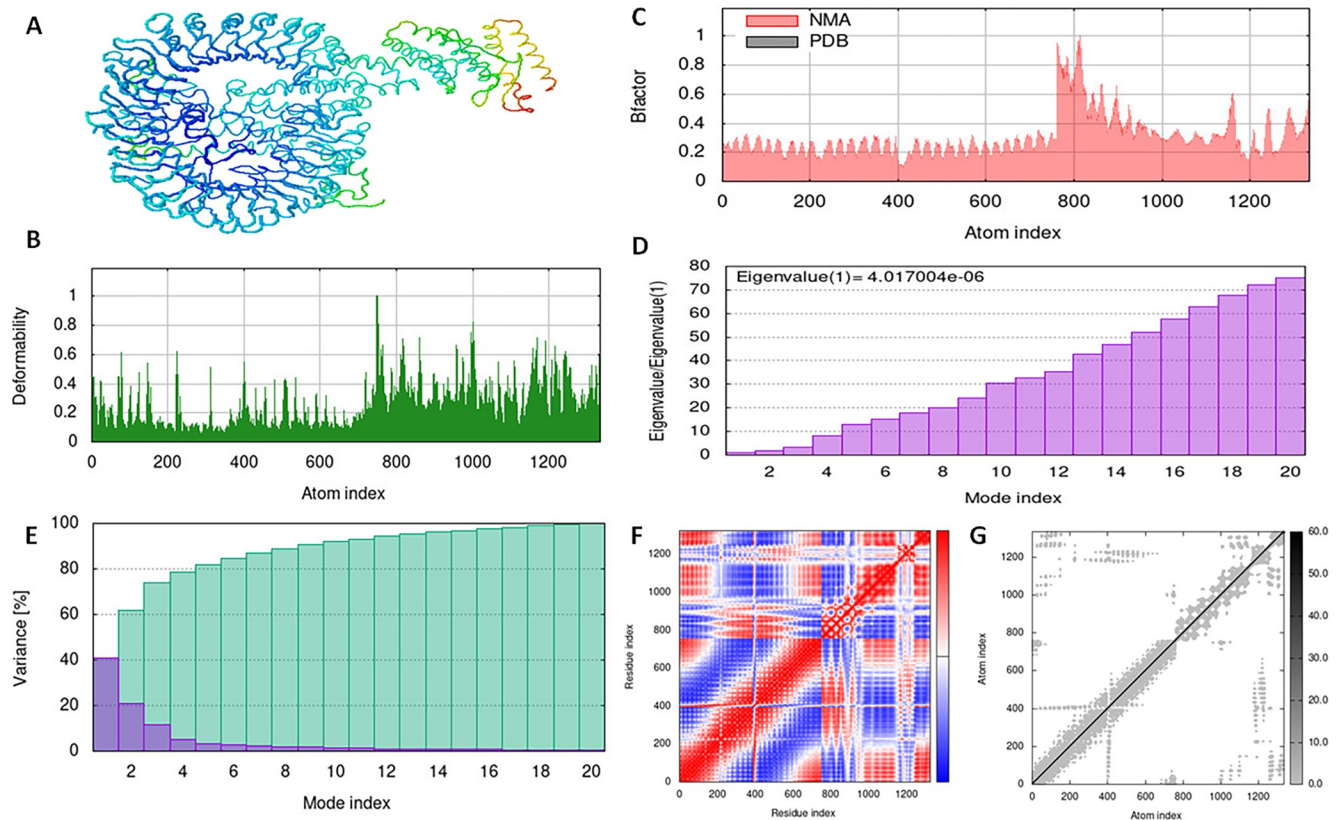 A
B
1
0.8
0.6
0.4
0.2
0
Deformability
0 200 400 600 800 1000 1200
Atom index
C
NMA
PDB
1
0.8
0.6
0.4
0.2
0
Bfactor
0 200 400 600 800 1000 1200
Atom index
D
Eigenvalue(1)= 4.017004e-06
80
70
60
50
40
30
20
10
0
Eigenvalue/Eigenvalue(1)
2 4 6 8 10 12 14 16 18 20
Mode index
E
100
80
60
40
20
0
Variance [%]
2 4 6 8 10 12 14 16 18 20
Mode index
F
1200
1000
800
600
400
200
0
Residue index
0 200 400 600 800 1000 1200
Residue index
G
1200
1000
800
600
400
200
0
Atom index
0 200 400 600 800 1000 1200
Atom index
60.0
50.0
40.0
30.0
20.0
10.0
0.0